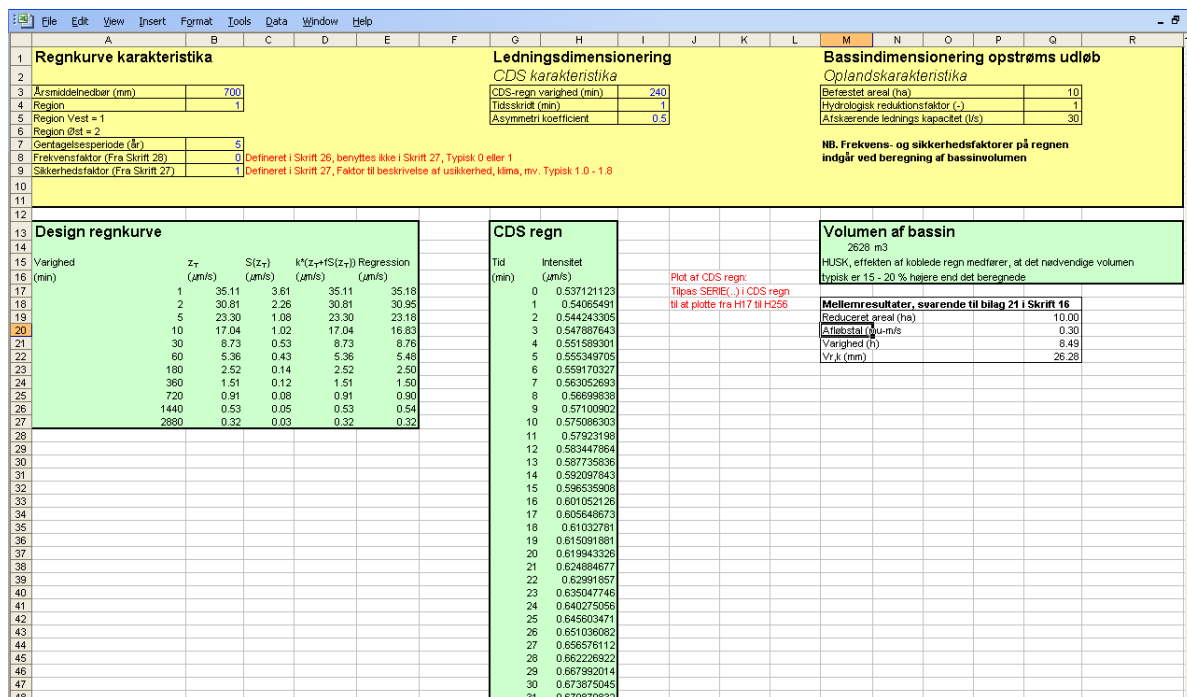 File Edit View Insert Format Tools Data Window Help
A B C D E F G H I J K L M N O P Q R
1 Regnkurve karakteristika Ledningsdimensionering Bassindimensionering opstrøms udløb
2 CDS karakteristika Oplandskarakteristika
3 Årsmiddelnedbør (mm) 700 CDS-regn varighed (min) 240 Befæstet areal (ha) 10
4 Region 1 Tidsskridt (min) 1 Hydrologisk reduktionsfaktor (-) 1
5 Region Vest = 1 Asymmetri koefficient 0.5 Afskærende lednings kapacitet (l/s) 30
6 Region Øst = 2
7 Gentagelsesperiode (år) 5 NB. Frekvens- og sikkerhedsfaktorer på regnen
8 Frekvensfaktor (Fra Skrift 28) 0 Defineret i Skrift 26, benyttes ikke i Skrift 27, Typisk 0 eller 1 indgår ved beregning af bassinvolumen
9 Sikkerhedsfaktor (Fra Skrift 27) 1 Defineret i Skrift 27, Faktor til beskrivelse af usikkerhed, klima, mv. Typisk 1.0 - 1.8
10
11
12
13 Design regnkurve CDS regn Volumen af bassin
14 2628 m3
15 Varighed z_T S{z_T} k*(z_T+fS{z_T}) Regression Tid Intensitet HUSK, effekten af koblede regn medfører, at det nødvendige volumen
16 (min) (µm/s) (µm/s) (µm/s) (µm/s) (min) (µm/s) Plot af CDS regn: typisk er 15 - 20 % højere end det beregnede
17 1 35.11 3.61 35.11 35.18 0 0.537121123 Tilpas SERIE(..) i CDS regn
18 2 30.81 2.26 30.81 30.95 1 0.54065491 til at plotte fra H17 til H256 Mellemresultater, svarende til bilag 21 i Skrift 16
19 5 23.30 1.08 23.30 23.18 2 0.544243305 Reduceret areal (ha) 10.00
20 10 17.04 1.02 17.04 16.83 3 0.547887643 Afløbstal (mu-m/s 0.30
21 30 8.73 0.53 8.73 8.76 4 0.551589301 Varighed (h) 8.49
22 60 5.36 0.43 5.36 5.48 5 0.555349705 Vr,k (mm) 26.28
23 180 2.52 0.14 2.52 2.50 6 0.559170327
24 360 1.51 0.12 1.51 1.50 7 0.563052693
25 720 0.91 0.08 0.91 0.90 8 0.56699838
26 1440 0.53 0.05 0.53 0.54 9 0.57100902
27 2880 0.32 0.03 0.32 0.32 10 0.575086303
28 11 0.57923198
29 12 0.583447864
30 13 0.587735836
31 14 0.592097843
32 15 0.596535908
33 16 0.601052126
34 17 0.605648673
35 18 0.61032781
36 19 0.615091881
37 20 0.619943326
38 21 0.624884677
39 22 0.62991857
40 23 0.635047746
41 24 0.640275056
42 25 0.645603471
43 26 0.651036082
44 27 0.656576112
45 28 0.662226922
46 29 0.667992014
47 30 0.673875045